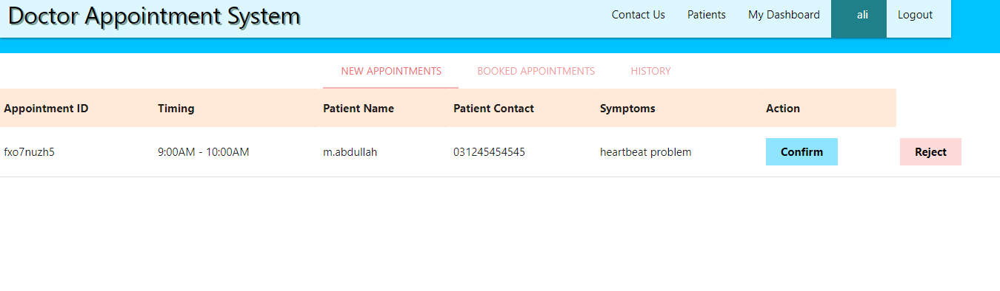 Doctor Appointment System
Contact Us Patients My Dashboard ali Logout
NEW APPOINTMENTS BOOKED APPOINTMENTS HISTORY
Appointment ID Timing Patient Name Patient Contact Symptoms Action
fxo7nuzh5 9:00AM - 10:00AM m.abdullah 031245454545 heartbeat problem Confirm Reject